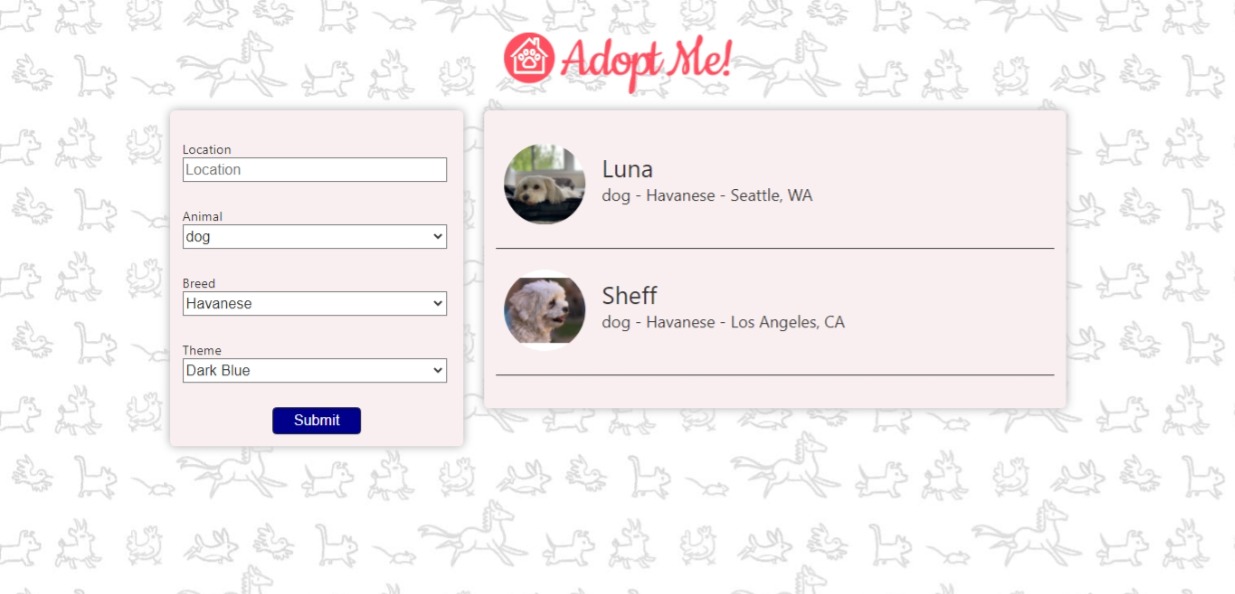 Adopt Me!
Location
Location
Animal
dog
Breed
Havanese
Theme
Dark Blue
Submit
Luna
dog - Havanese - Seattle, WA
Sheff
dog - Havanese - Los Angeles, CA